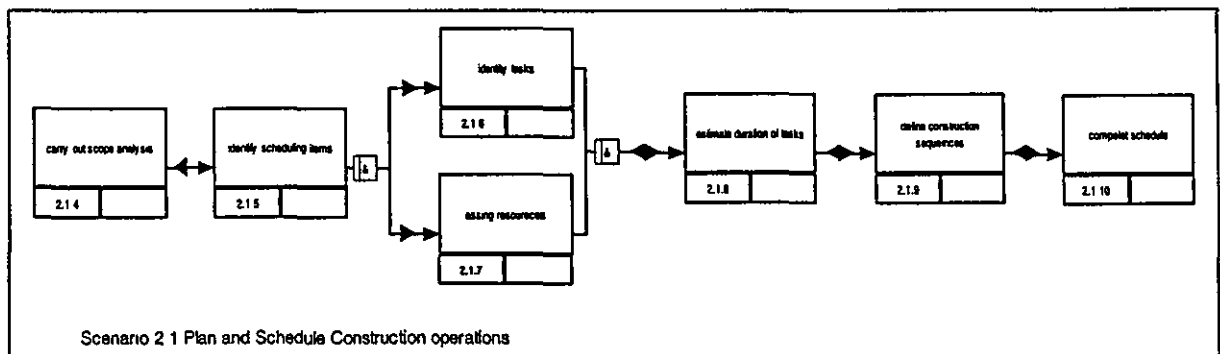 identity tasks
2.1 6
carry out scope analysis
2.1 4
identify scheduling items
2.1 5
&
assing resoureces
2.1.7
&
estimate duration of tasks
2.1.8
define construction
sequences
2.1.9
compelet schedule
2.1 10
Scenario 2 1 Plan and Schedule Construction operations